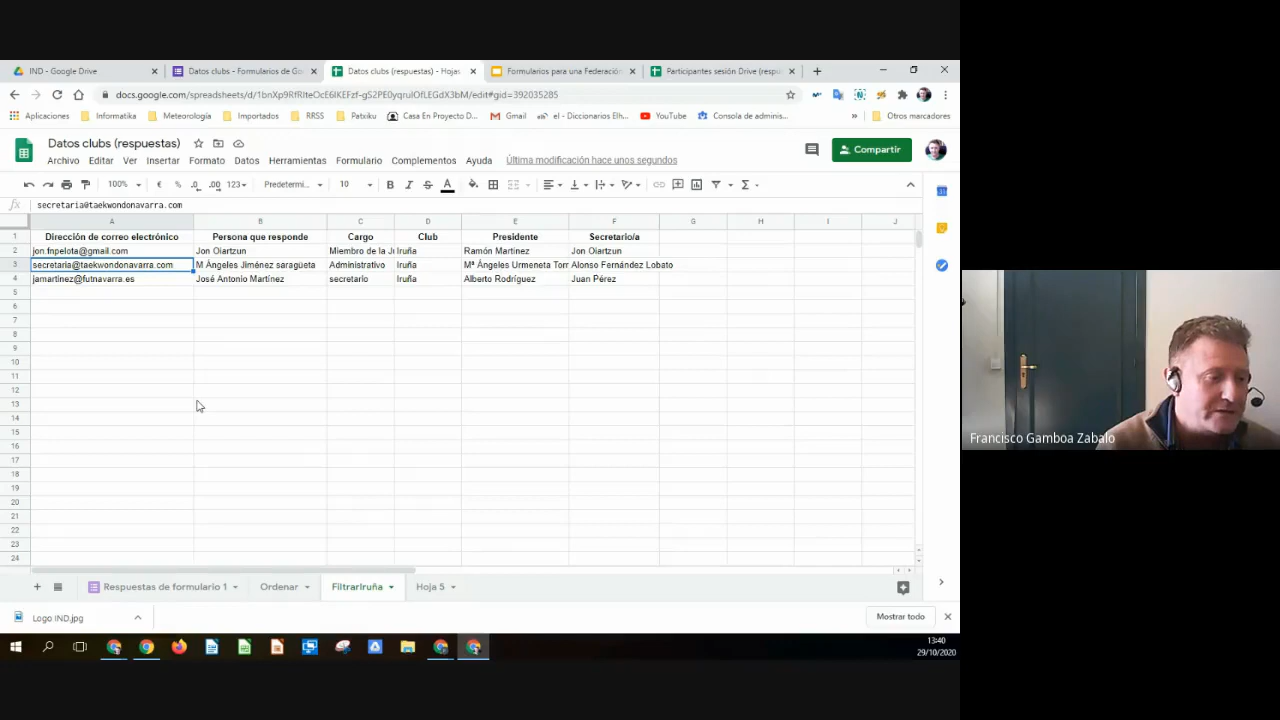 IND - Google Drive
Datos clubs - Formularios de Go
Datos clubs (respuestas) - Hojas
Formularios para una Federación
Participantes sesión Drive (respu
docs.google.com/spreadsheets/d/1bnXp9RfRIteOcE6IKEFzf-gS2PE0yqruIOfLEGdX3bM/edit#gid=392035285
Aplicaciones
Informatika
Meteorología
Importados
RRSS
Patxiku
Casa En Proyecto D...
Gmail
el - Diccionarios Elh...
YouTube
Consola de adminis...
»
Otros marcadores
Datos clubs (respuestas)
Archivo Editar Ver Insertar Formato Datos Herramientas Formulario Complementos Ayuda Última modificación hace unos segundos
Compartir
100% € % .0 .00 123 Predetermi... 10 B I S A
fx secretaria@taekwondonavarra.com
A B C D E F G H I J
1 Dirección de correo electrónico Persona que responde Cargo Club Presidente Secretario/a
2 jon.fnpelota@gmail.com Jon Oiartzun Miembro de la Ju Iruña Ramón Martinez Jon Oiartzun
3 secretaria@taekwondonavarra.com M Ángeles Jiménez saragüeta Administrativo Iruña Mª Ángeles Urmeneta Torr Alonso Fernández Lobato
4 jamartinez@futnavarra.es José Antonio Martínez secretario Iruña Alberto Rodríguez Juan Pérez
5
6
7
8
9
10
11
12
13
14
15
16
17
18
19
20
21
22
23
24
Respuestas de formulario 1 Ordenar FiltrarIruña Hoja 5
Logo IND.jpg
Mostrar todo
13:40
29/10/2020
Francisco Gamboa Zabalo